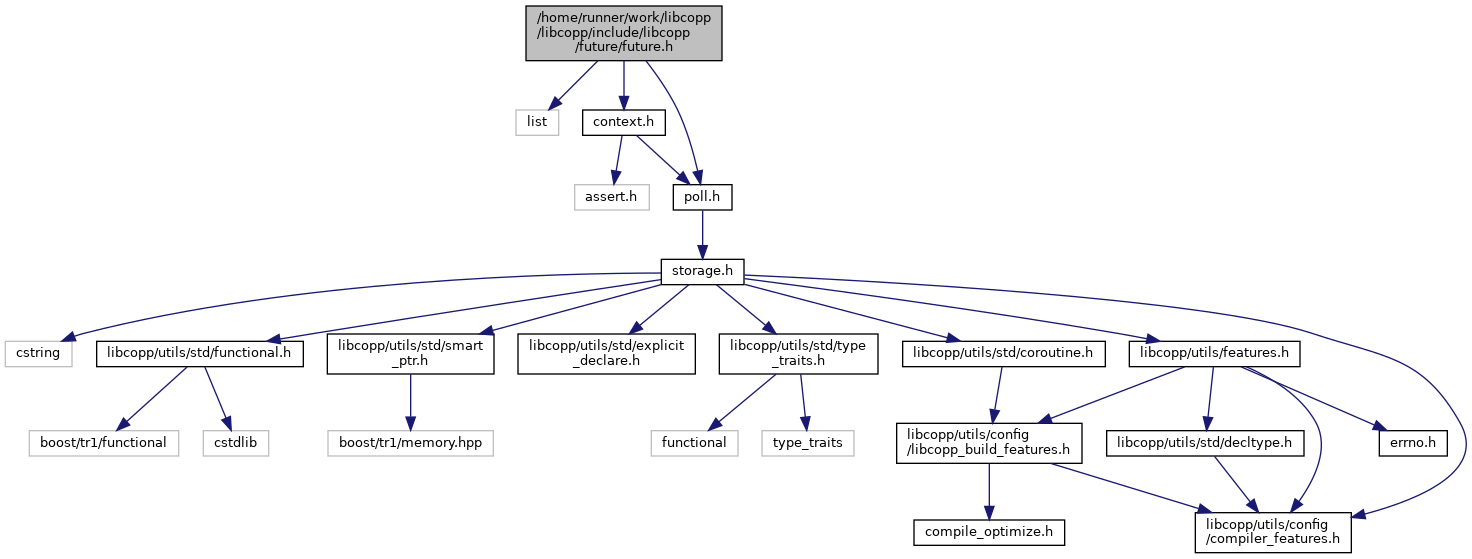 /home/runner/work/libcopp
/libcopp/include/libcopp
/future/future.h
list
context.h
assert.h
poll.h
storage.h
cstring
libcopp/utils/std/functional.h
libcopp/utils/std/smart
_ptr.h
libcopp/utils/std/explicit
_declare.h
libcopp/utils/std/type
_traits.h
libcopp/utils/std/coroutine.h
libcopp/utils/features.h
boost/tr1/functional
cstdlib
boost/tr1/memory.hpp
functional
type_traits
libcopp/utils/config
/libcopp_build_features.h
libcopp/utils/std/decltype.h
errno.h
compile_optimize.h
libcopp/utils/config
/compiler_features.h